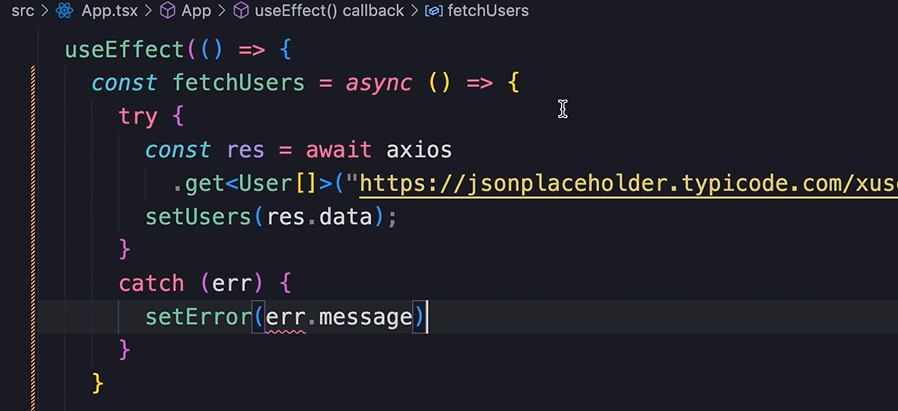 src > App.tsx > App > useEffect() callback > fetchUsers
useEffect(() => {
const fetchUsers = async () => {
try {
const res = await axios
.get<User[]>("https://jsonplaceholder.typicode.com/xus
setUsers(res.data);
}
catch (err) {
setError(err.message)
}
}